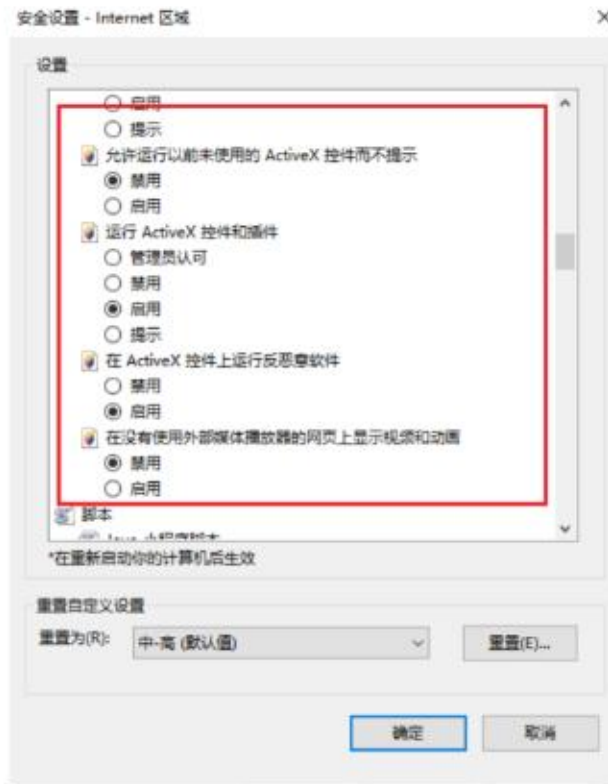 安全设置 - Internet 区域
设置
启用
提示
允许运行以前未使用的 ActiveX 控件而不提示
禁用
启用
运行 ActiveX 控件和插件
管理员认可
禁用
启用
提示
在 ActiveX 控件上运行反恶意软件
禁用
启用
在没有使用外部媒体播放器的网页上显示视频和动画
禁用
启用
脚本
Java 小程序脚本
*在重新启动你的计算机后生效
重置自定义设置
重置为(R): 中-高 (默认值) 重置(E)...
确定 取消